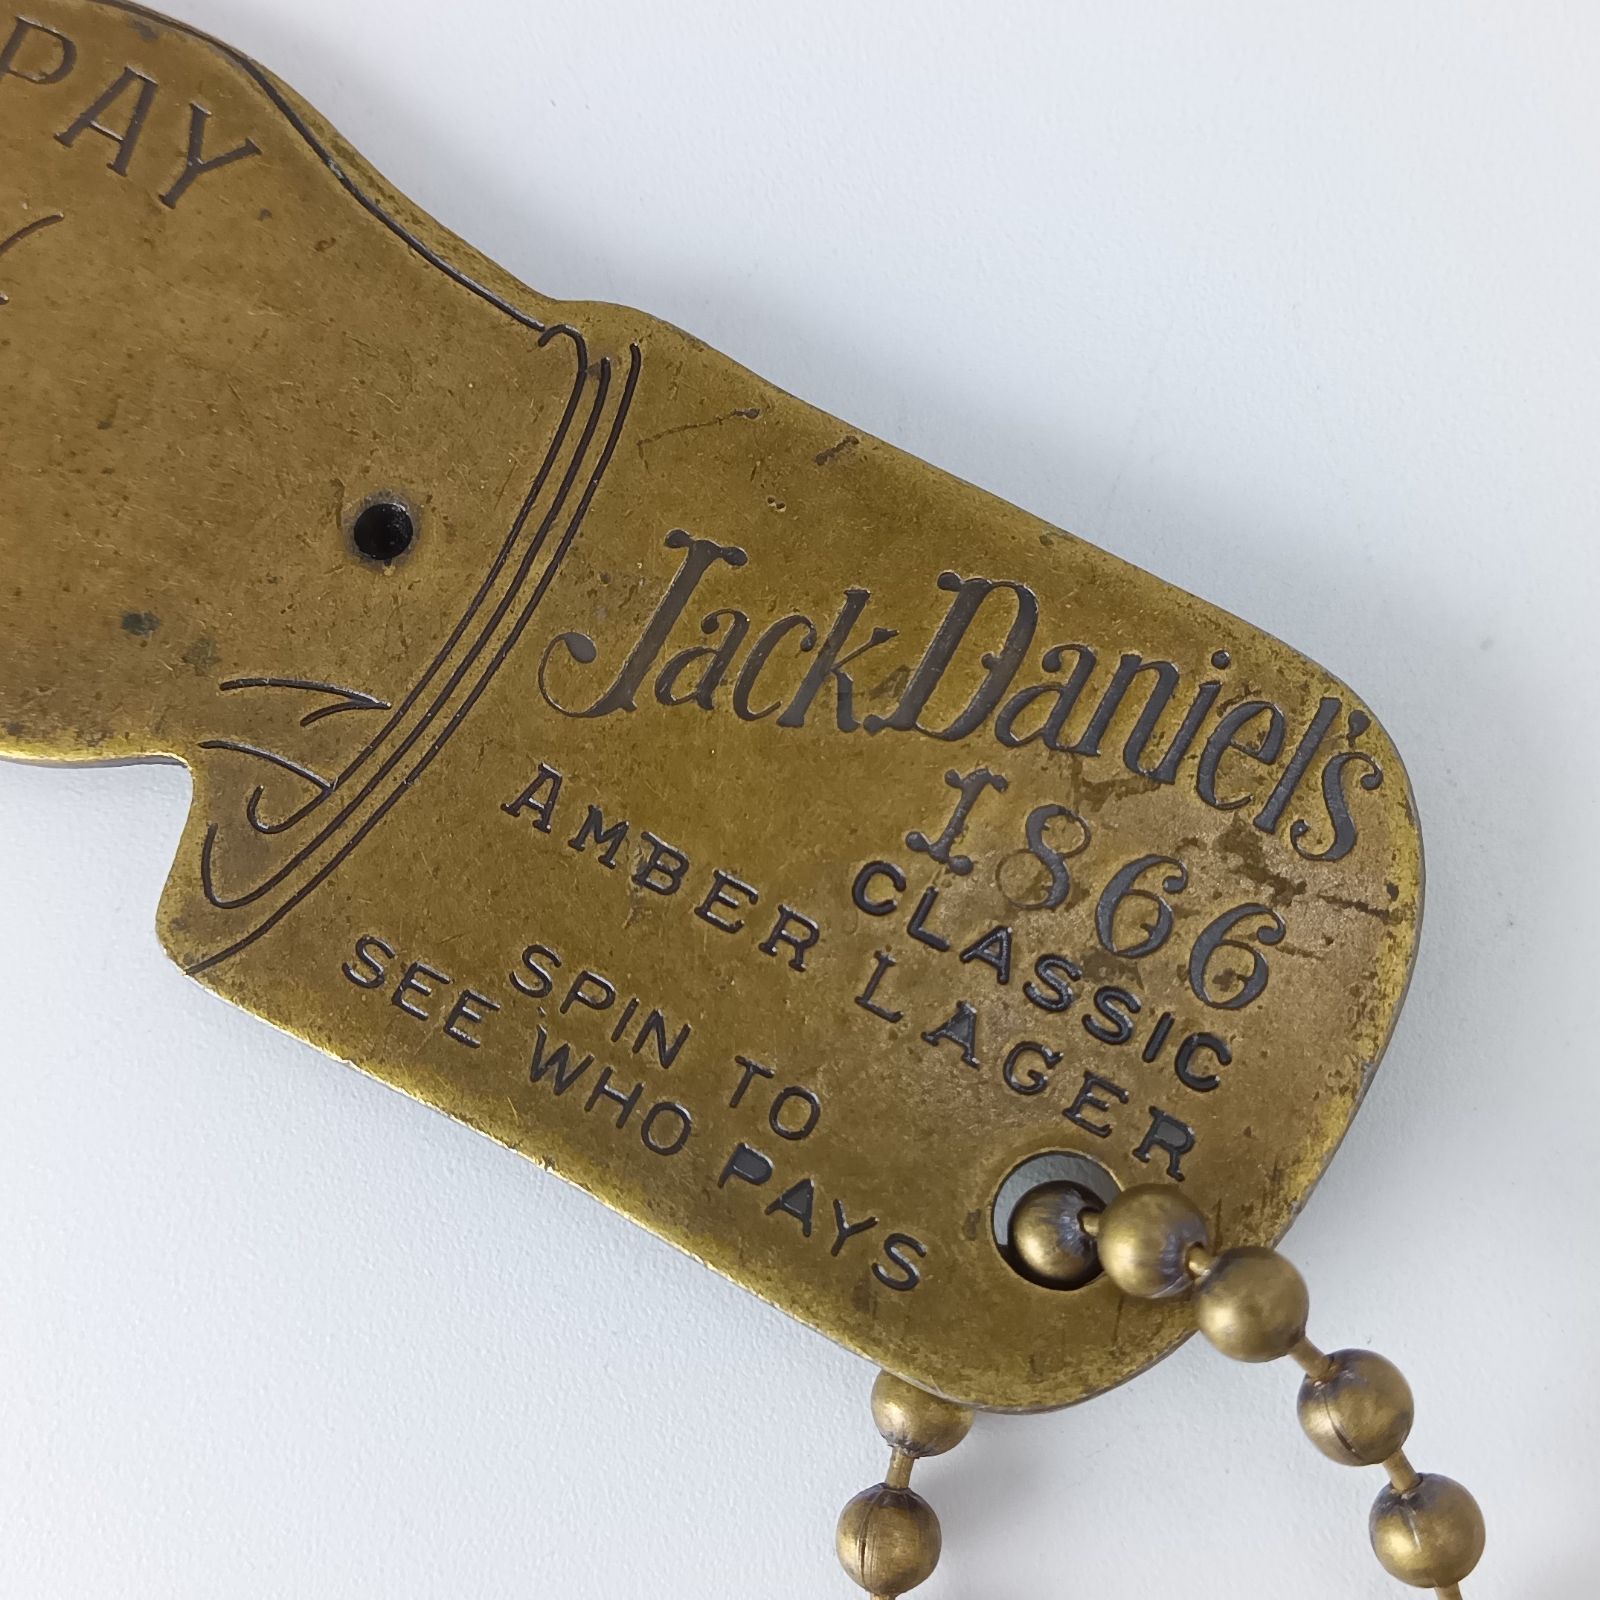 PAY
Jack Daniel's
1866
CLASSIC
AMBER LAGER
SPIN TO
SEE WHO PAYS